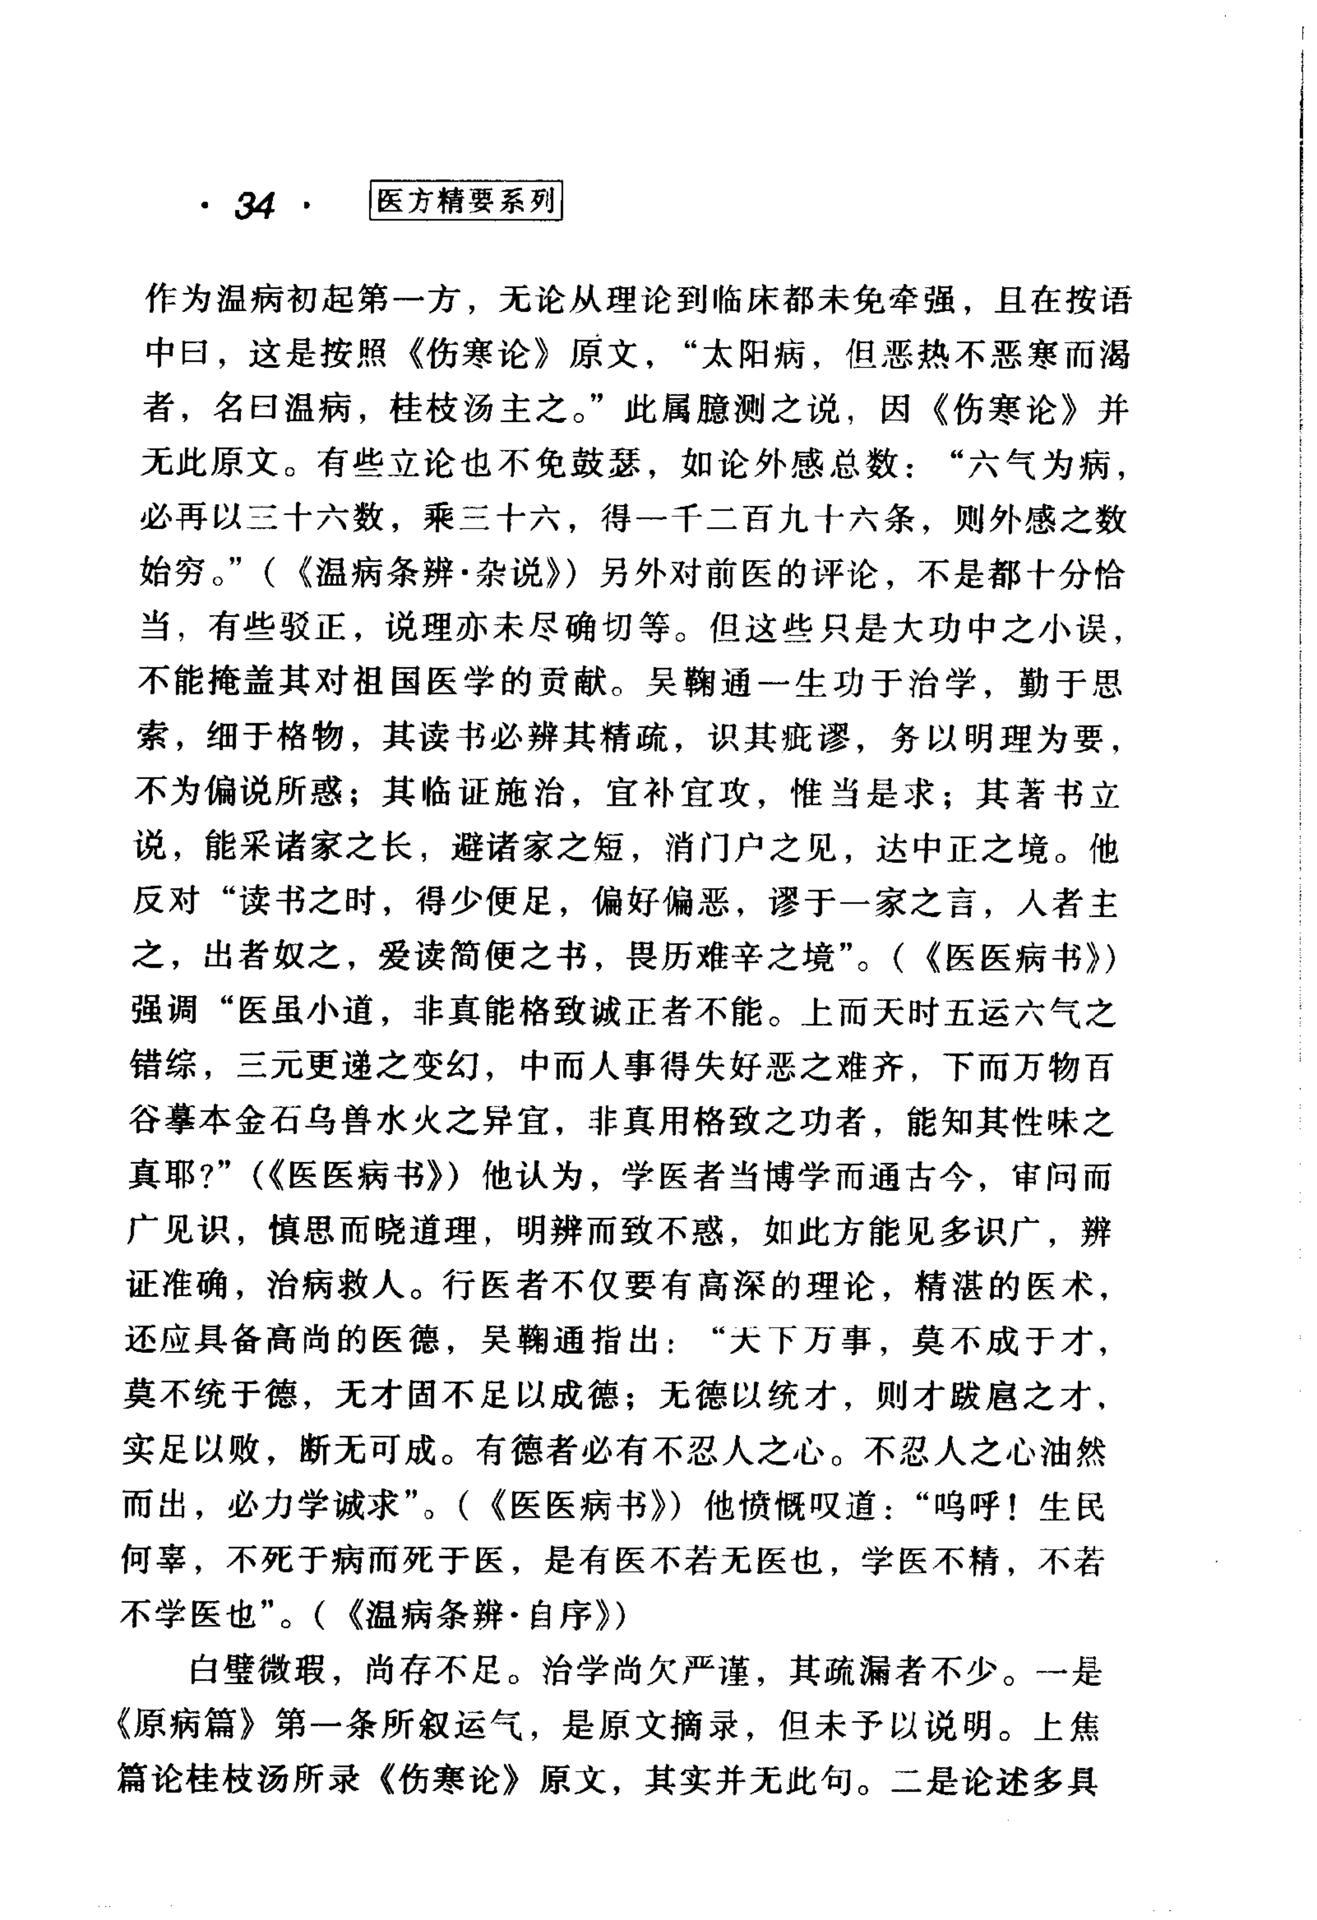 · 34 · 医方精要系列
作为温病初起第一方，无论从理论到临床都未免牵强，且在按语
中曰，这是按照《伤寒论》原文，“太阳病，但恶热不恶寒而渴
者，名曰温病，桂枝汤主之。”此属臆测之说，因《伤寒论》并
无此原文。有些立论也不免鼓瑟，如论外感总数：“六气为病，
必再以三十六数，乘三十六，得一千二百九十六条，则外感之数
始穷。”（《温病条辨·杂说》）另外对前医的评论，不是都十分恰
当，有些驳正，说理亦未尽确切等。但这些只是大功中之小误，
不能掩盖其对祖国医学的贡献。吴鞠通一生功于治学，勤于思
索，细于格物，其读书必辨其精疏，识其疵谬，务以明理为要，
不为偏说所惑；其临证施治，宜补宜攻，惟当是求；其著书立
说，能采诸家之长，避诸家之短，消门户之见，达中正之境。他
反对“读书之时，得少便足，偏好偏恶，谬于一家之言，人者主
之，出者奴之，爱读简便之书，畏历难辛之境”。（《医医病书》）
强调“医虽小道，非真能格致诚正者不能。上而天时五运六气之
错综，三元更递之变幻，中而人事得失好恶之难齐，下而万物百
谷摹本金石乌兽水火之异宜，非真用格致之功者，能知其性味之
真耶?”（《医医病书》）他认为，学医者当博学而通古今，审问而
广见识，慎思而晓道理，明辨而致不惑，如此方能见多识广，辨
证准确，治病救人。行医者不仅要有高深的理论，精湛的医术，
还应具备高尚的医德，吴鞠通指出：“天下万事，莫不成于才，
莫不统于德，无才固不足以成德；无德以统才，则才跋扈之才，
实足以败，断无可成。有德者必有不忍人之心。不忍人之心油然
而出，必力学诚求”。（《医医病书》）他愤慨叹道：“呜呼！生民
何辜，不死于病而死于医，是有医不若无医也，学医不精，不若
不学医也”。（《温病条辨·自序》）
白璧微瑕，尚存不足。治学尚欠严谨，其疏漏者不少。一是
《原病篇》第一条所叙运气，是原文摘录，但未予以说明。上焦
篇论桂枝汤所录《伤寒论》原文，其实并无此句。二是论述多具